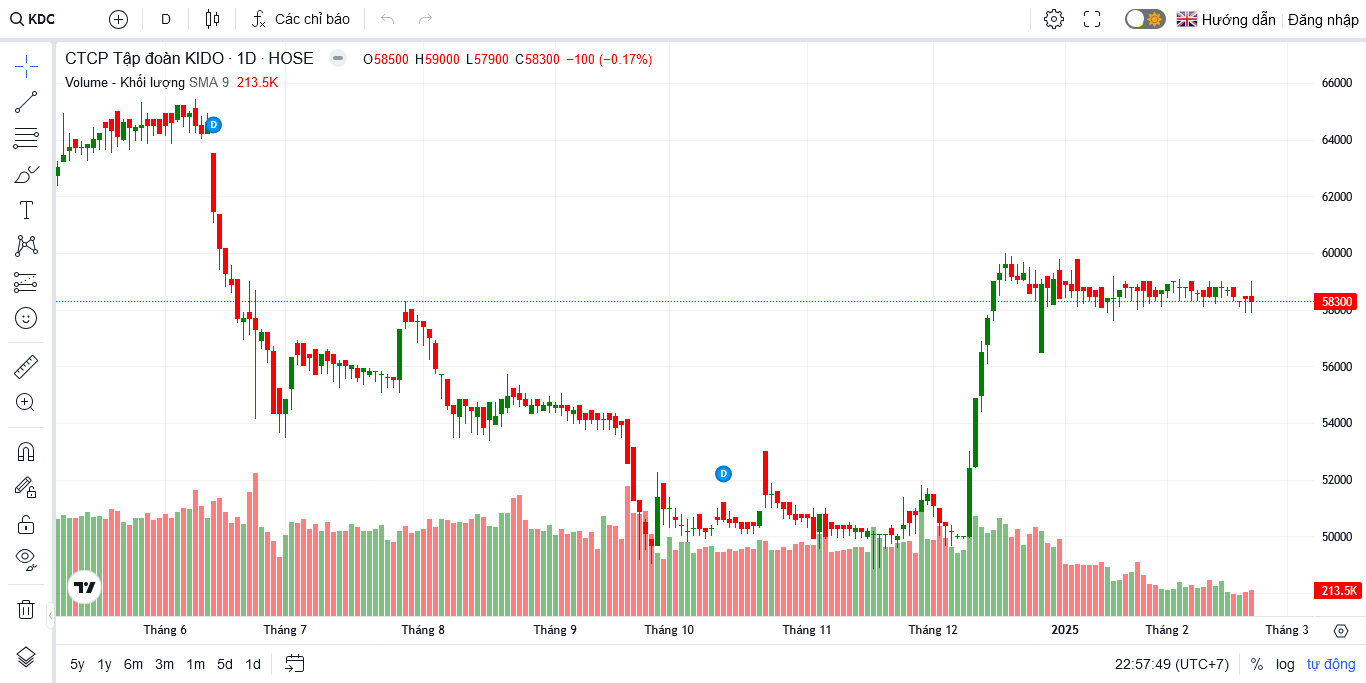 KDC D Các chỉ báo Hướng dẫn Đăng nhập
CTCP Tập đoàn KIDO · 1D · HOSE O58500 H59000 L57900 C58300 −100 (−0.17%)
Volume - Khối lượng SMA 9 213.5K
66000
D
64000
62000
60000
58300
58000
56000
54000
D
52000
50000
213.5K
Tháng 6 Tháng 7 Tháng 8 Tháng 9 Tháng 10 Tháng 11 Tháng 12 2025 Tháng 2 Tháng 3
5y 1y 6m 3m 1m 5d 1d 22:57:49 (UTC+7) % log tự động